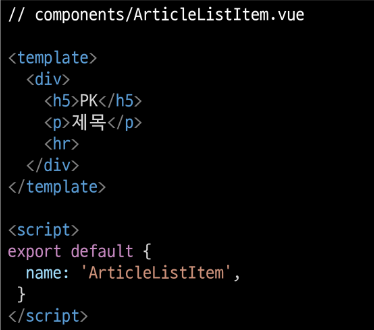 // components/ArticleListItem.vue

<template>
  <div>
    <h5>PK</h5>
    <p>제목</p>
    <hr>
  </div>
</template>

<script>
export default {
  name: 'ArticleListItem',
 }
</script>